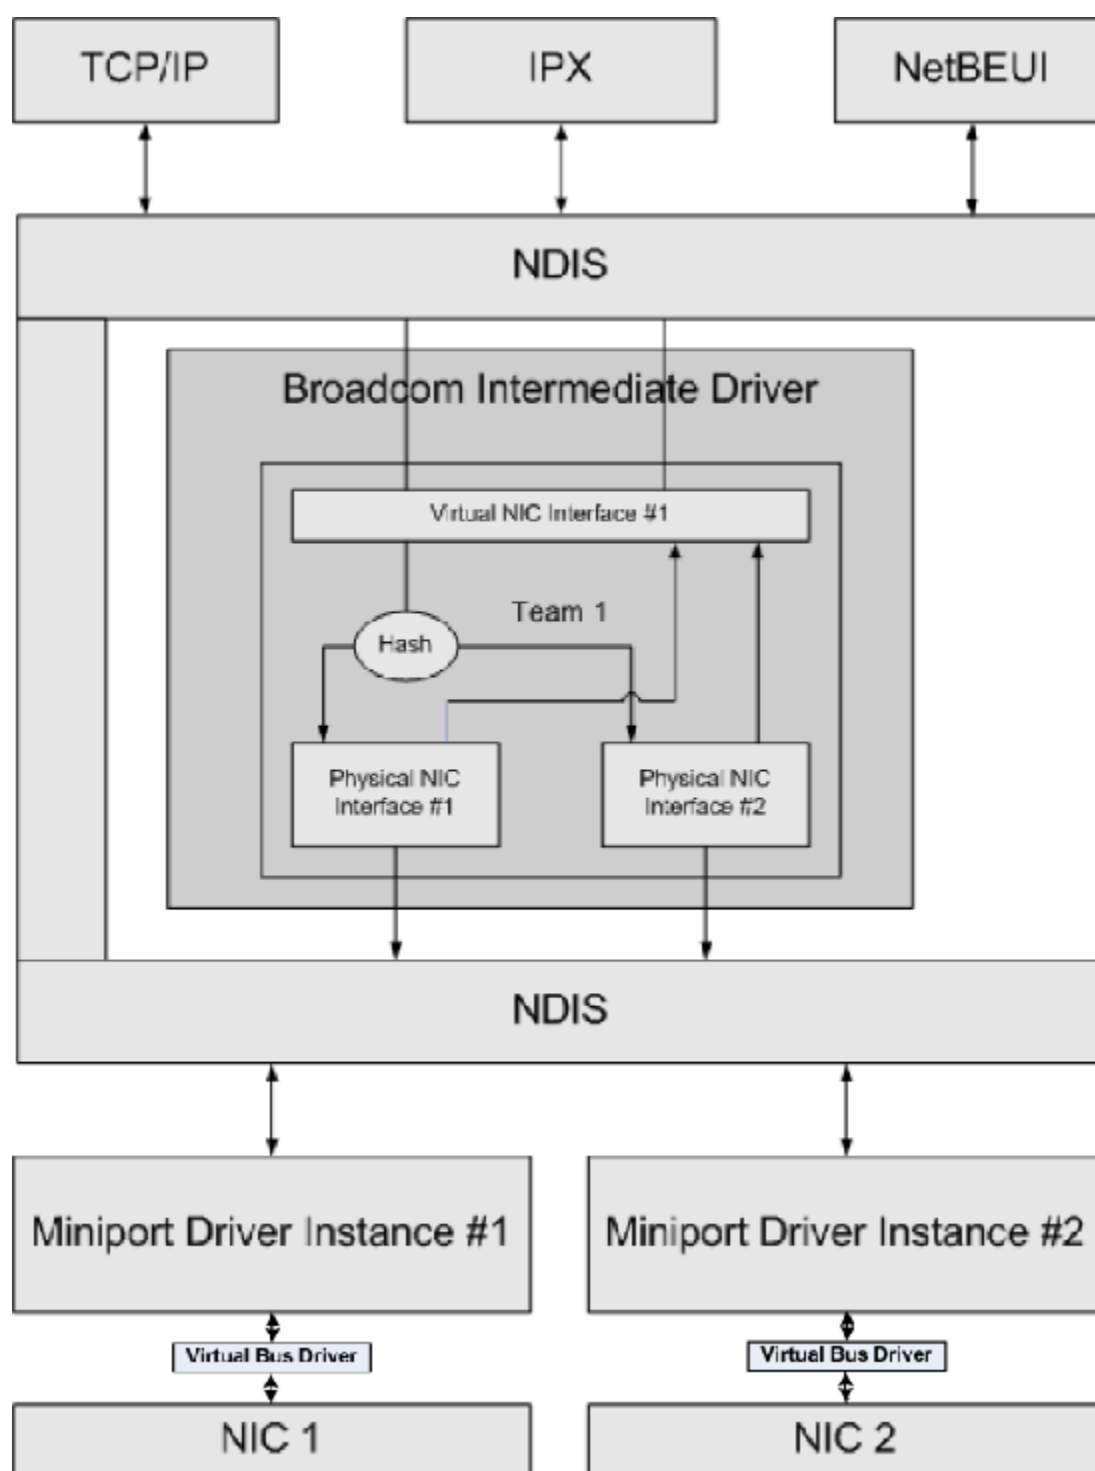 TCP/IP
IPX
NetBEUI
NDIS
Broadcom Intermediate Driver
Virtual NIC Interface #1
Team 1
Hash
Physical NIC
Interface #1
Physical NIC
Interface #2
NDIS
Miniport Driver Instance #1
Miniport Driver Instance #2
Virtual Bus Driver
Virtual Bus Driver
NIC 1
NIC 2